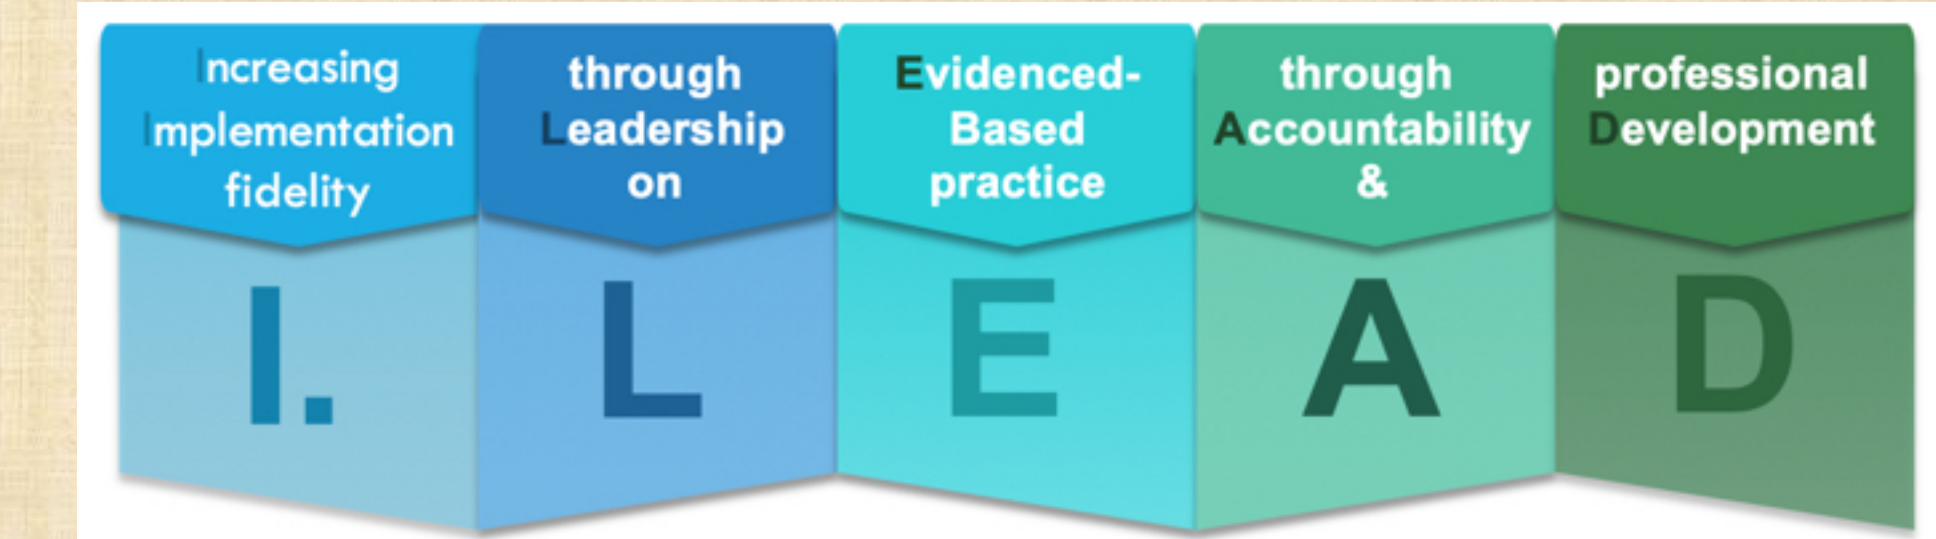 Increasing
Implementation
fidelity
through
Leadership
on
Evidenced-
Based
practice
through
Accountability
&
professional
Development
I.
L
E
A
D